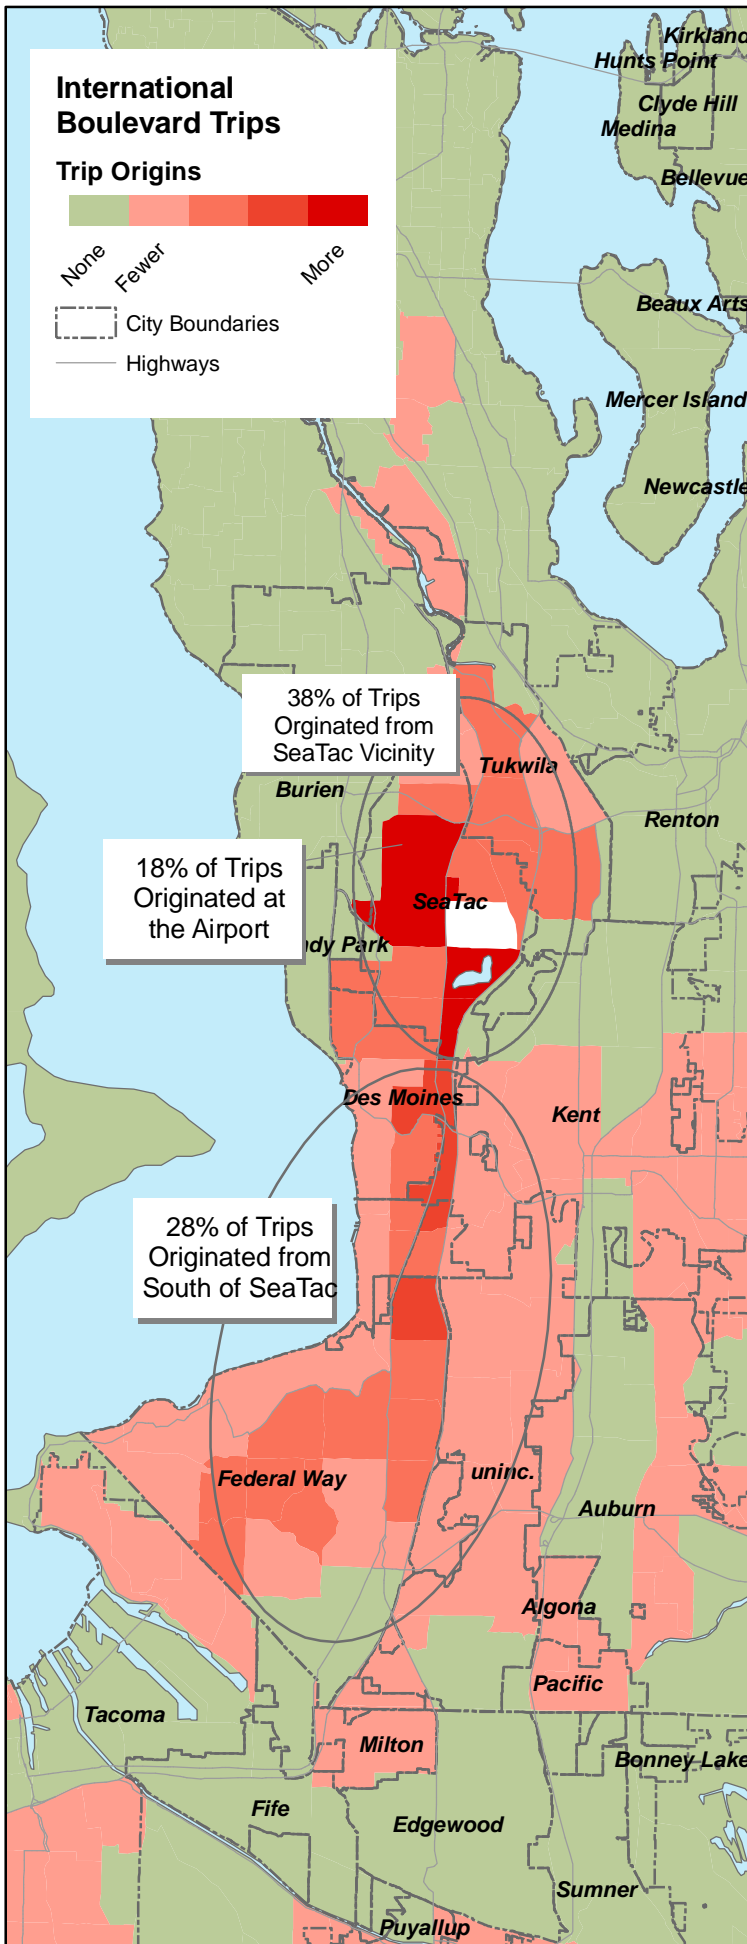 Kirkland
Hunts Point
Clyde Hill
Medina
Bellevue
International
Boulevard Trips
Trip Origins
None
Fewer
More
City Boundaries
Highways
Beaux Arts
Mercer Island
Newcastle
38% of Trips
Orginated from
SeaTac Vicinity
Tukwila
Burien
Renton
18% of Trips
Originated at
the Airport
SeaTac
ndy Park
Des Moines
Kent
28% of Trips
Originated from
South of SeaTac
Federal Way
uninc.
Auburn
Algona
Pacific
Tacoma
Milton
Bonney Lake
Fife
Edgewood
Sumner
Puyallup